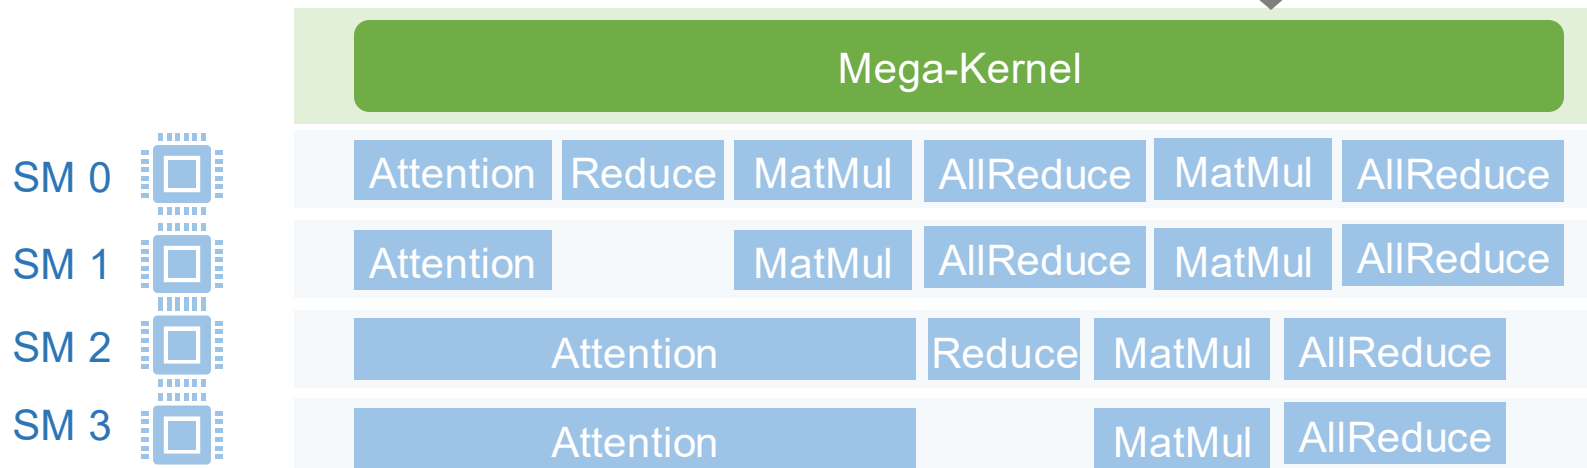 Mega-Kernel
SM 0 Attention Reduce MatMul AllReduce MatMul AllReduce
SM 1 Attention MatMul AllReduce MatMul AllReduce
SM 2 Attention Reduce MatMul AllReduce
SM 3 Attention MatMul AllReduce